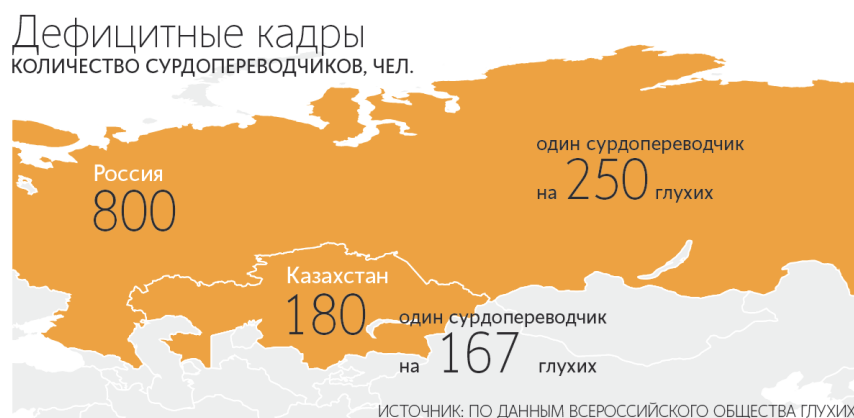 Дефицитные кадры
КОЛИЧЕСТВО СУРДОПЕРЕВОДЧИКОВ, ЧЕЛ.
Россия
800
один сурдопереводчик
на 250 глухих
Казахстан
180
один сурдопереводчик
на 167 глухих
ИСТОЧНИК: ПО ДАННЫМ ВСЕРОССИЙСКОГО ОБЩЕСТВА ГЛУХИХ